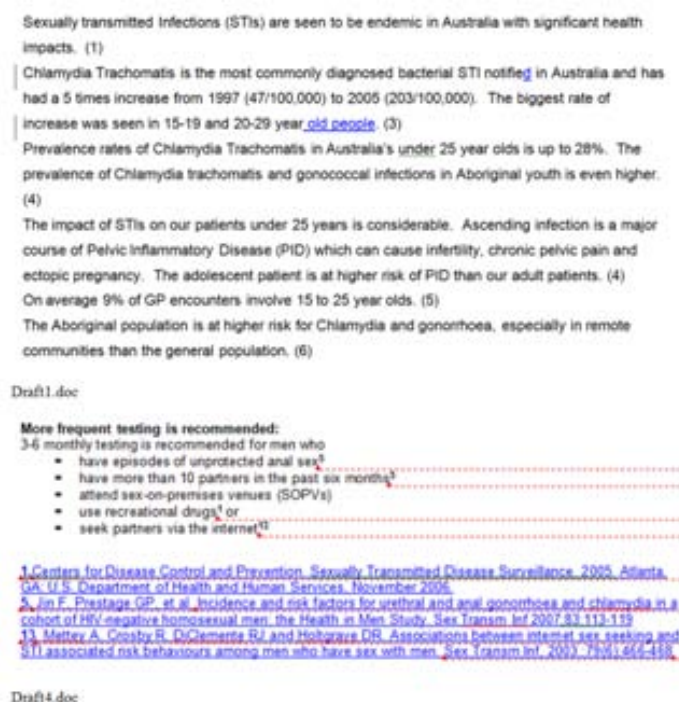 Sexually transmitted Infections (STIs) are seen to be endemic in Australia with significant health
impacts. (1)
Chlamydia Trachomatis is the most commonly diagnosed bacterial STI notified in Australia and has
had a 5 times increase from 1997 (47/100,000) to 2005 (203/100,000). The biggest rate of
increase was seen in 15-19 and 20-29 year old people. (3)
Prevalence rates of Chlamydia Trachomatis in Australia's under 25 year olds is up to 28%. The
prevalence of Chlamydia trachomatis and gonococcal infections in Aboriginal youth is even higher.
(4)
The impact of STIs on our patients under 25 years is considerable. Ascending infection is a major
course of Pelvic Inflammatory Disease (PID) which can cause infertility, chronic pelvic pain and
ectopic pregnancy. The adolescent patient is at higher risk of PID than our adult patients. (4)
On average 9% of GP encounters involve 15 to 25 year olds. (5)
The Aboriginal population is at higher risk for Chlamydia and gonorrhoea, especially in remote
communities than the general population. (6)
Draft1.doc
More frequent testing is recommended:
3-6 monthly testing is recommended for men who
• have episodes of unprotected anal sex5
• have more than 10 partners in the past six months5
• attend sex-on-premises venues (SOPVs)
• use recreational drugs1 or
• seek partners via the internet13
1.Centers for Disease Control and Prevention. Sexually Transmitted Disease Surveillance, 2005. Atlanta,
GA: U.S. Department of Health and Human Services, November 2006.
5. Jin F, Prestage GP, et al. Incidence and risk factors for urethral and anal gonorrhoea and chlamydia in a
cohort of HIV-negative homosexual men: the Health in Men Study. Sex Transm Inf 2007;83:113-119
13. Mettey A, Crosby R, DiClemente RJ and Holtgrave DR. Associations between internet sex seeking and
STI associated risk behaviours among men who have sex with men. Sex Transm Inf, 2003. 79(6):466-468.
Draft4.doc